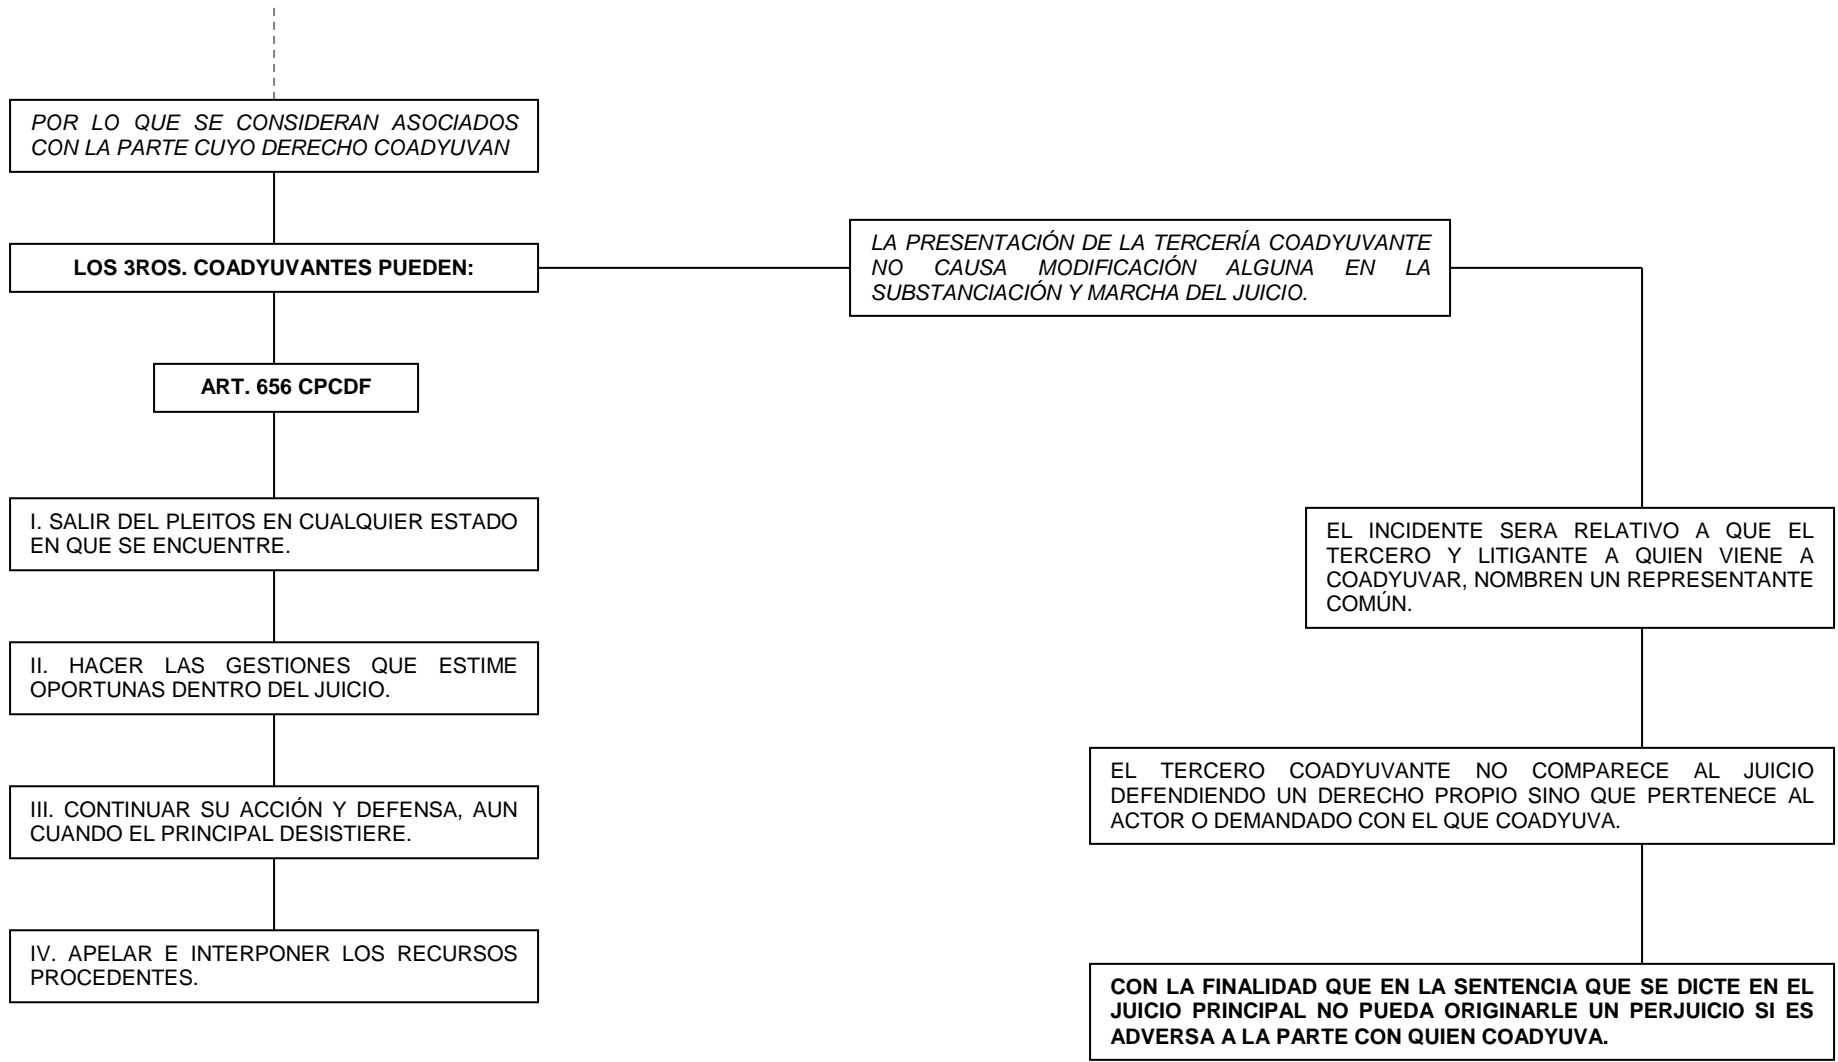 POR LO QUE SE CONSIDERAN ASOCIADOS
CON LA PARTE CUYO DERECHO COADYUVAN
LOS 3ROS. COADYUVANTES PUEDEN:
LA PRESENTACIÓN DE LA TERCERÍA COADYUVANTE
NO CAUSA MODIFICACIÓN ALGUNA EN LA
SUBSTANCIACIÓN Y MARCHA DEL JUICIO.
ART. 656 CPCDF
I. SALIR DEL PLEITOS EN CUALQUIER ESTADO
EN QUE SE ENCUENTRE.
II. HACER LAS GESTIONES QUE ESTIME
OPORTUNAS DENTRO DEL JUICIO.
III. CONTINUAR SU ACCIÓN Y DEFENSA, AUN
CUANDO EL PRINCIPAL DESISTIERE.
IV. APELAR E INTERPONER LOS RECURSOS
PROCEDENTES.
EL INCIDENTE SERA RELATIVO A QUE EL
TERCERO Y LITIGANTE A QUIEN VIENE A
COADYUVAR, NOMBREN UN REPRESENTANTE
COMÚN.
EL TERCERO COADYUVANTE NO COMPARECE AL JUICIO
DEFENDIENDO UN DERECHO PROPIO SINO QUE PERTENECE AL
ACTOR O DEMANDADO CON EL QUE COADYUVA.
CON LA FINALIDAD QUE EN LA SENTENCIA QUE SE DICTE EN EL
JUICIO PRINCIPAL NO PUEDA ORIGINARLE UN PERJUICIO SI ES
ADVERSA A LA PARTE CON QUIEN COADYUVA.